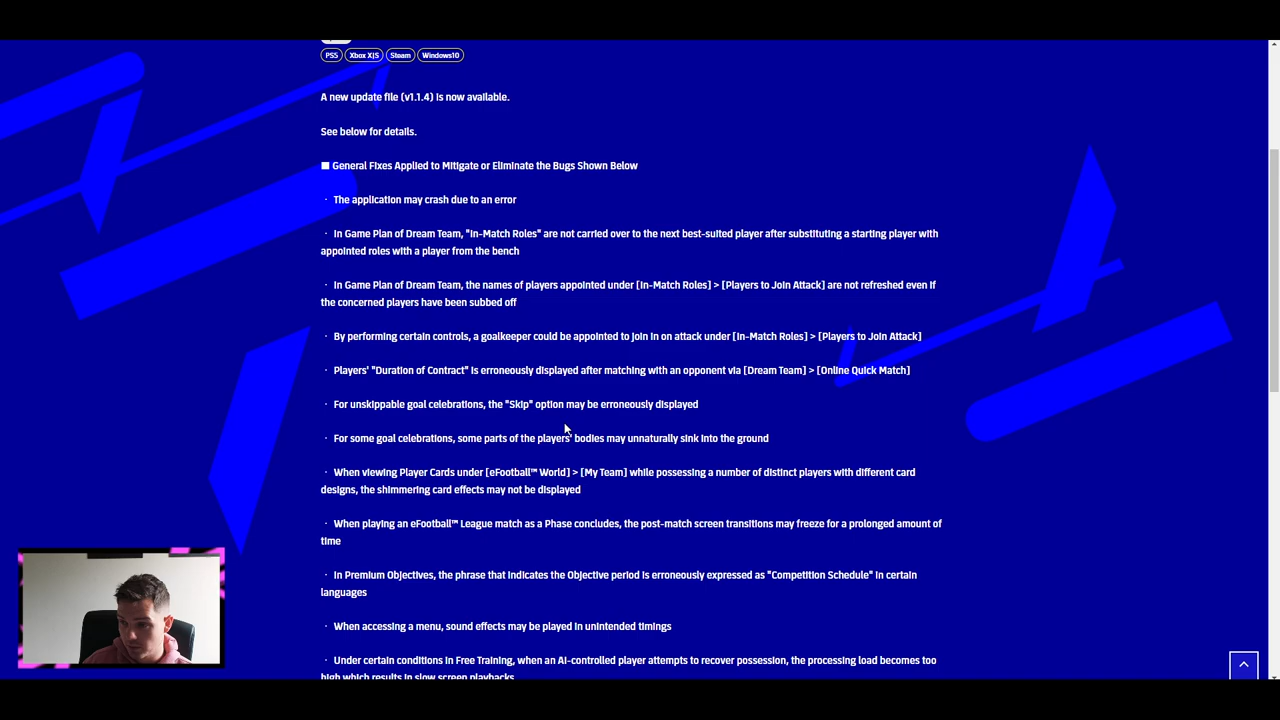 PS5 Xbox X|S Steam Windows10
A new update file (v1.1.4) is now available.
See below for details.
■ General Fixes Applied to Mitigate or Eliminate the Bugs Shown Below
・ The application may crash due to an error
・ In Game Plan of Dream Team, "In-Match Roles" are not carried over to the next best-suited player after substituting a starting player with
appointed roles with a player from the bench
・ In Game Plan of Dream Team, the names of players appointed under [In-Match Roles] > [Players to Join Attack] are not refreshed even if
the concerned players have been subbed off
・ By performing certain controls, a goalkeeper could be appointed to join in on attack under [In-Match Roles] > [Players to Join Attack]
・ Players' "Duration of Contract" is erroneously displayed after matching with an opponent via [Dream Team] > [Online Quick Match]
・ For unskippable goal celebrations, the "Skip" option may be erroneously displayed
・ For some goal celebrations, some parts of the players' bodies may unnaturally sink into the ground
・ When viewing Player Cards under [eFootball™ World] > [My Team] while possessing a number of distinct players with different card
designs, the shimmering card effects may not be displayed
・ When playing an eFootball™ League match as a Phase concludes, the post-match screen transitions may freeze for a prolonged amount of
time
・ In Premium Objectives, the phrase that indicates the Objective period is erroneously expressed as "Competition Schedule" in certain
languages
・ When accessing a menu, sound effects may be played in unintended timings
・ Under certain conditions in Free Training, when an AI-controlled player attempts to recover possession, the processing load becomes too
high which results in slow screen playbacks